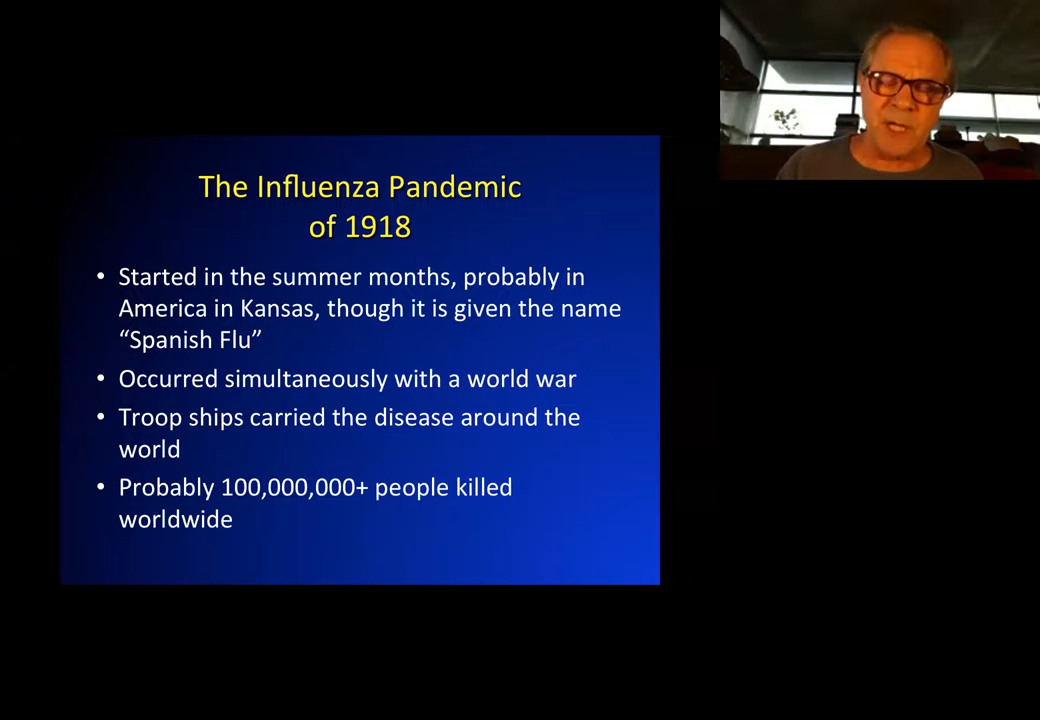 The Influenza Pandemic
of 1918
• Started in the summer months, probably in
America in Kansas, though it is given the name
“Spanish Flu”
• Occurred simultaneously with a world war
• Troop ships carried the disease around the
world
• Probably 100,000,000+ people killed
worldwide